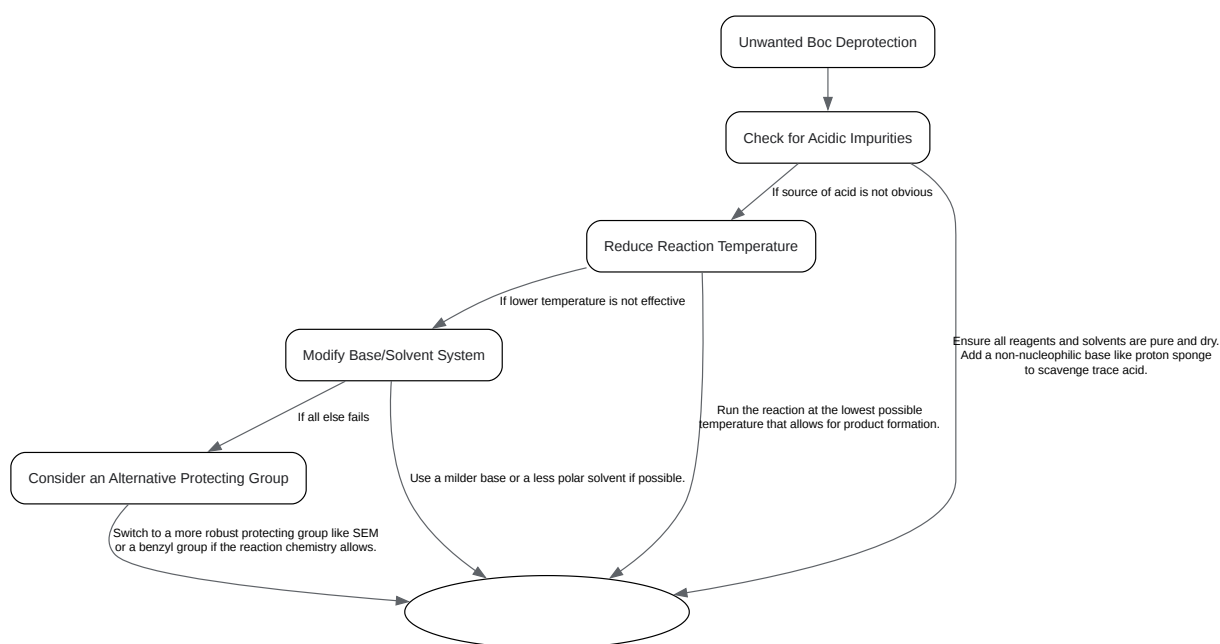 Unwanted Boc Deprotection
Check for Acidic Impurities
If source of acid is not obvious
Reduce Reaction Temperature
If lower temperature is not effective
Ensure all reagents and solvents are pure and dry.
Add a non-nucleophilic base like proton sponge
to scavenge trace acid.
Modify Base/Solvent System
If all else fails
Run the reaction at the lowest possible
temperature that allows for product formation.
Consider an Alternative Protecting Group
Use a milder base or a less polar solvent if possible.
Switch to a more robust protecting group like SEM
or a benzyl group if the reaction chemistry allows.